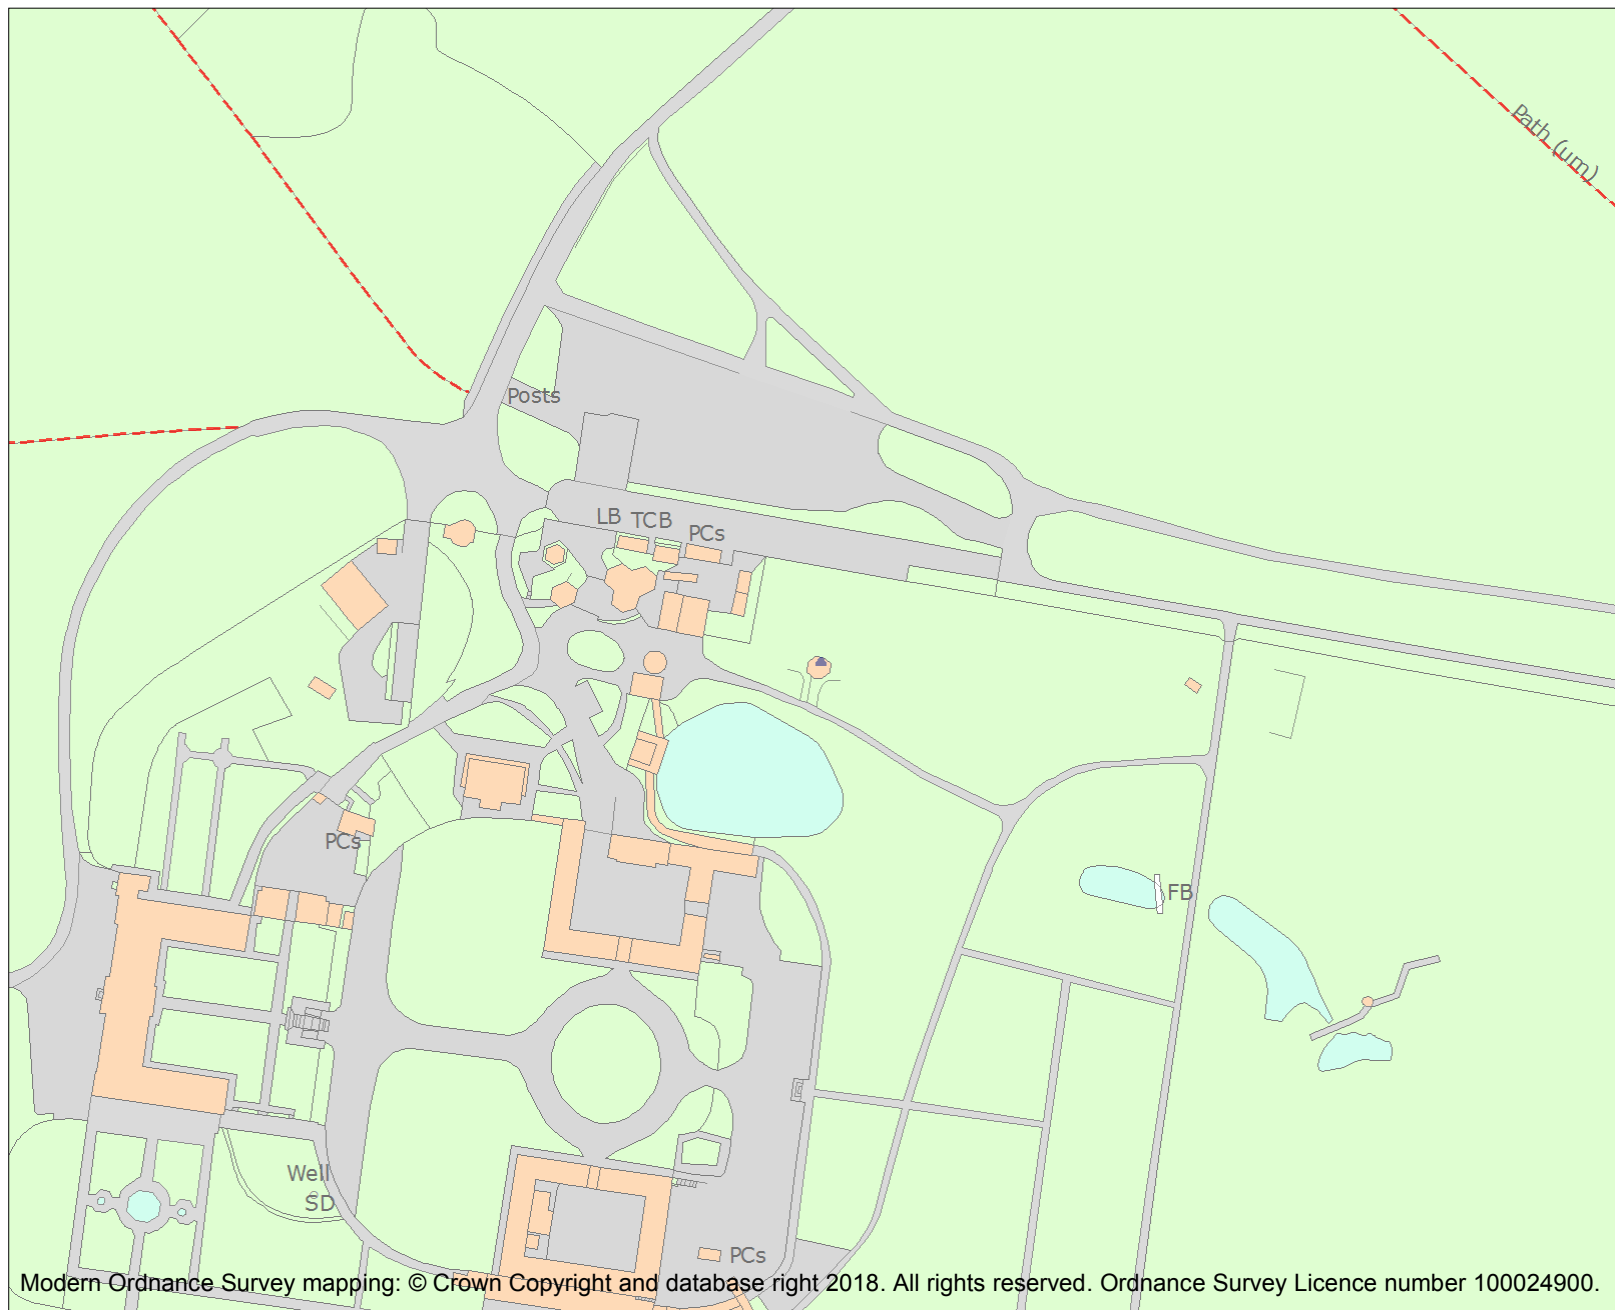 Path (um)
Posts
LB TCB
PCs
PCs
FB
Well
SD
PCs
Modern Ordnance Survey mapping: © Crown Copyright and database right 2018. All rights reserved. Ordnance Survey Licence number 100024900.